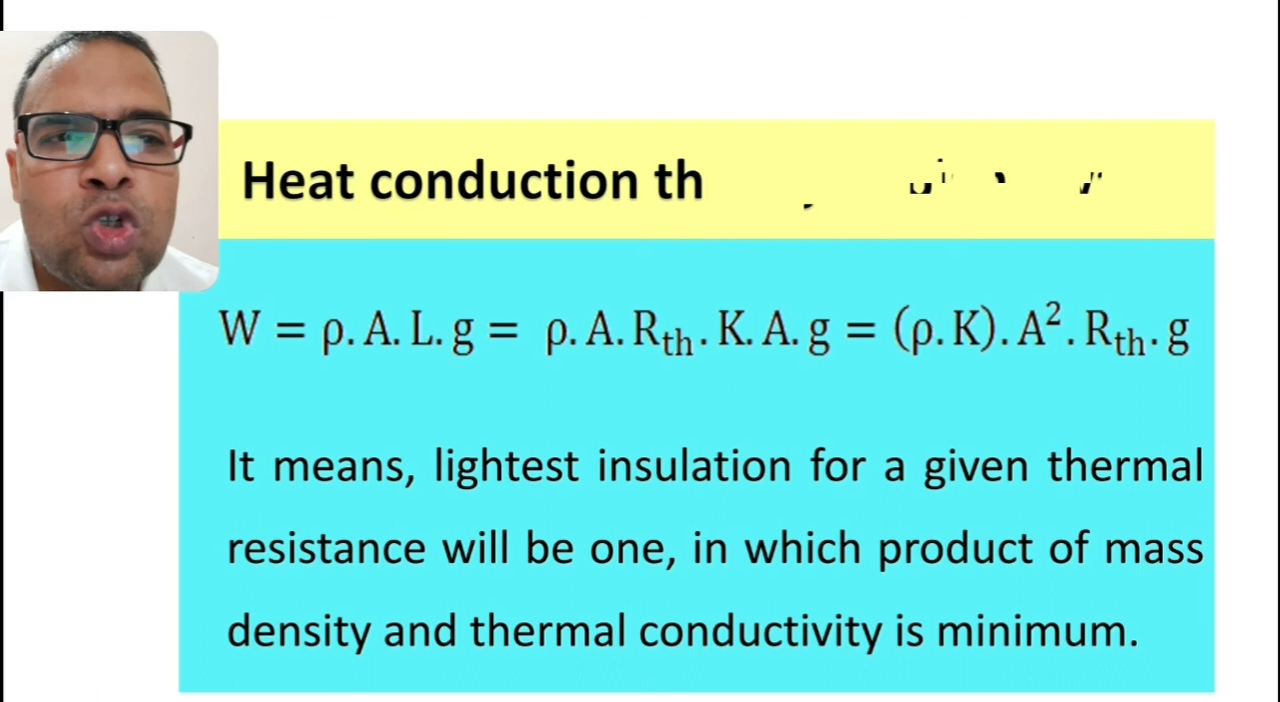 Heat conduction th
W = ρ. A. L. g = ρ. A. Rth. K. A. g = (ρ. K). A². Rth. g
It means, lightest insulation for a given thermal
resistance will be one, in which product of mass
density and thermal conductivity is minimum.